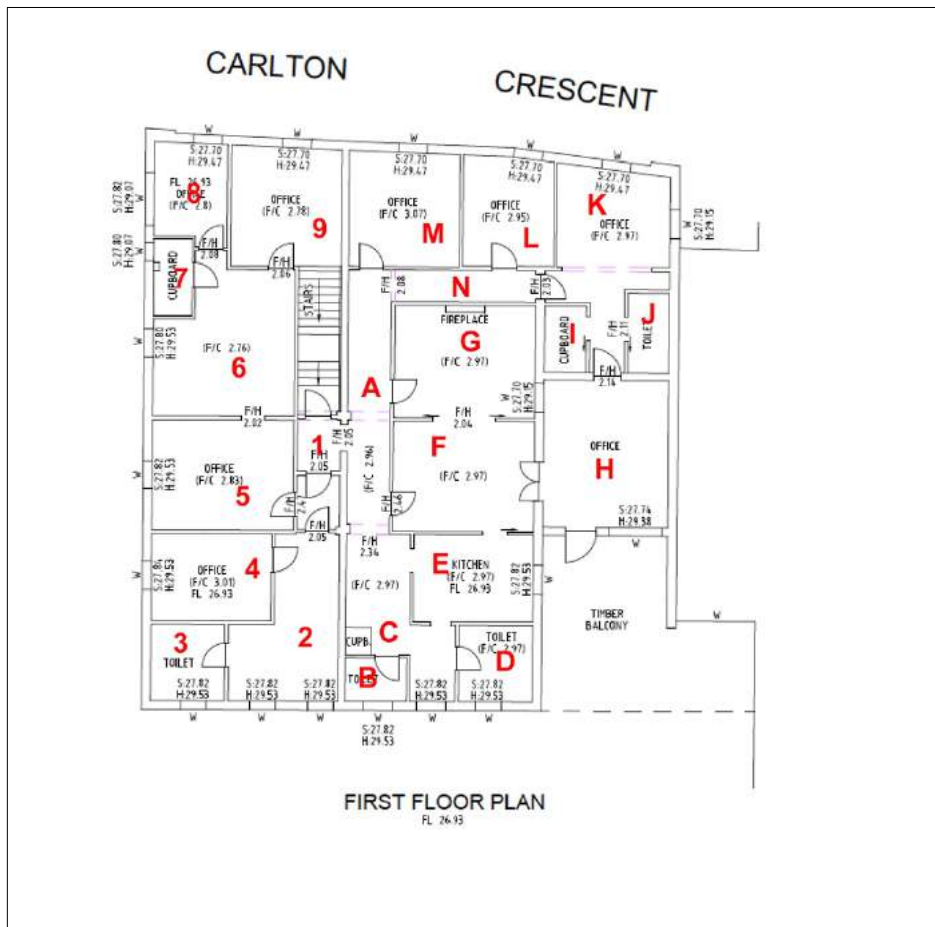 CARLTON
CRESCENT
W
W
W
W
W
S:27.70
H:29.47
S:27.70
H:29.47
S:27.70
H:29.47
S:27.70
H:29.47
S:27.82
H:29.07
W
FL 26.93
OFFICE
(F/C 2.8)
8
OFFICE
(F/C 2.78)
9
OFFICE
(F/C 3.07)
M
OFFICE
(F/C 2.95)
L
K
OFFICE
(F/C 2.97)
W
S:27.70
H:29.15
S:27.80
H:29.07
W
F/H
2.08
F/H
2.06
CUPBOARD
7
STAIRS
F/H
2.08
N
F/H
2.03
FIREPLACE
G
(F/C 2.97)
CUPBOARD
I
F/H
2.11
J
TOILET
S:27.80
H:29.53
W
(F/C 2.76)
6
A
W
S:27.70
H:29.15
F/H
2.14
F/H
2.02
1
F/H
2.05
F/H
2.05
F/H
2.04
F
(F/C 2.96)
(F/C 2.97)
OFFICE
H
W
S:27.82
H:29.53
OFFICE
(F/C 2.83)
5
2.47
F/H
2.46
F/H
2.05
F/H
2.34
S:27.74
H:29.38
W
W
H:29.53
OFFICE
(F/C 3.01)
FL 26.93
4
(F/C 2.97)
E
KITCHEN
(F/C 2.97)
FL 26.93
S:27.82
H:29.53
W
TIMBER
BALCONY
W
3
TOILET
2
CUPB.
C
TOILET
(F/C 2.97)
D
TOILET
B
S:27.82
H:29.53
S:27.82
H:29.53
S:27.82
H:29.53
S:27.82
H:29.53
S:27.82
H:29.53
W
W
W
W
W
W
S:27.82
H:29.53
FIRST FLOOR PLAN
FL 26.93